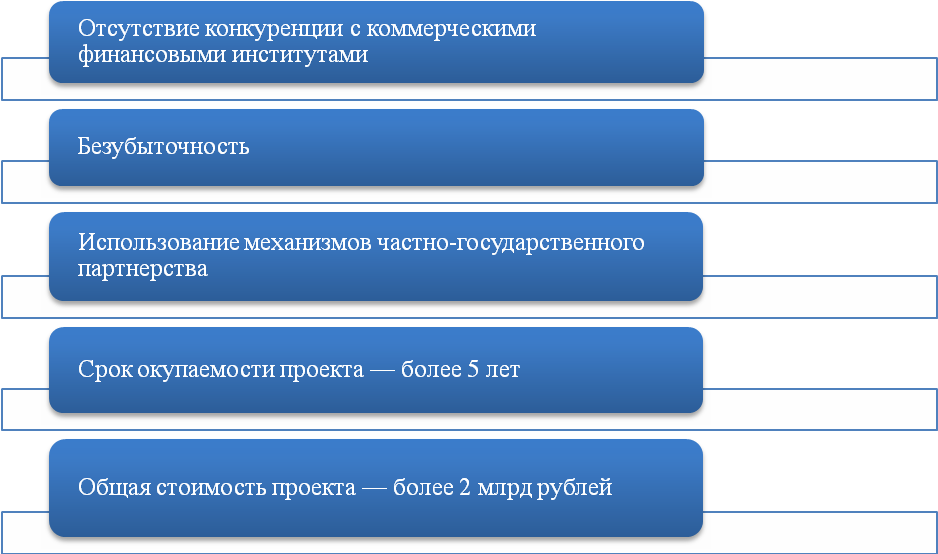 Отсутствие конкуренции с коммерческими
финансовыми институтами
Безубыточность
Использование механизмов частно-государственного
партнерства
Срок окупаемости проекта — более 5 лет
Общая стоимость проекта — более 2 млрд рублей